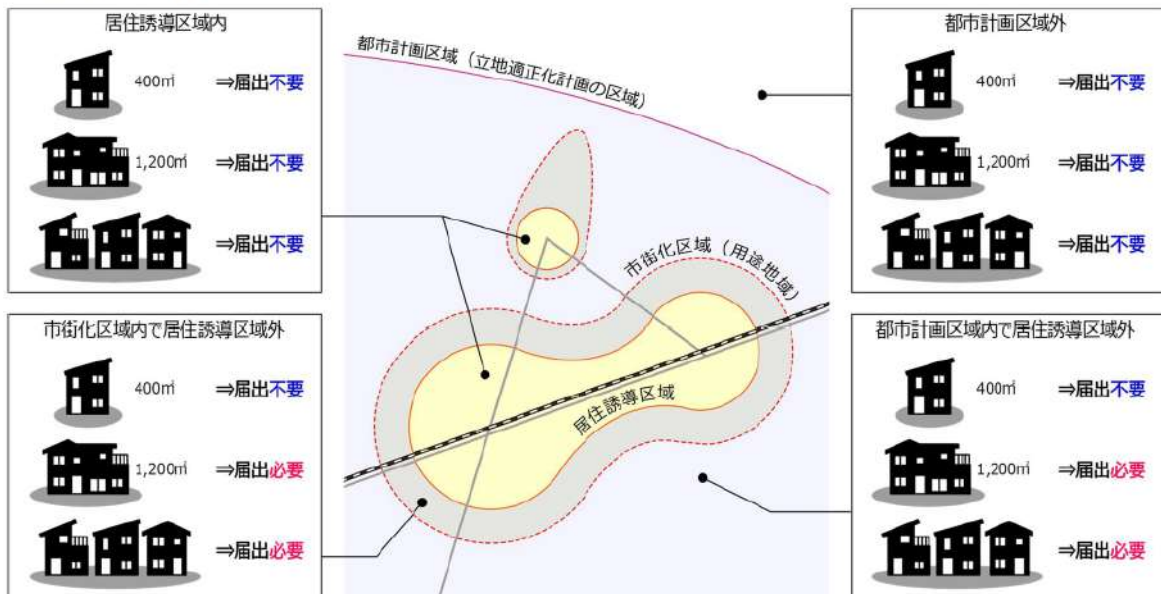 居住誘導区域内
400㎡ ⇒届出不要
1,200㎡ ⇒届出不要
⇒届出不要
都市計画区域(立地適正化計画の区域)
都市計画区域外
400㎡ ⇒届出不要
1,200㎡ ⇒届出不要
⇒届出不要
市街化区域(用途地域)
居住誘導区域
市街化区域内で居住誘導区域外
400㎡ ⇒届出不要
1,200㎡ ⇒届出必要
⇒届出必要
都市計画区域内で居住誘導区域外
400㎡ ⇒届出不要
1,200㎡ ⇒届出必要
⇒届出必要